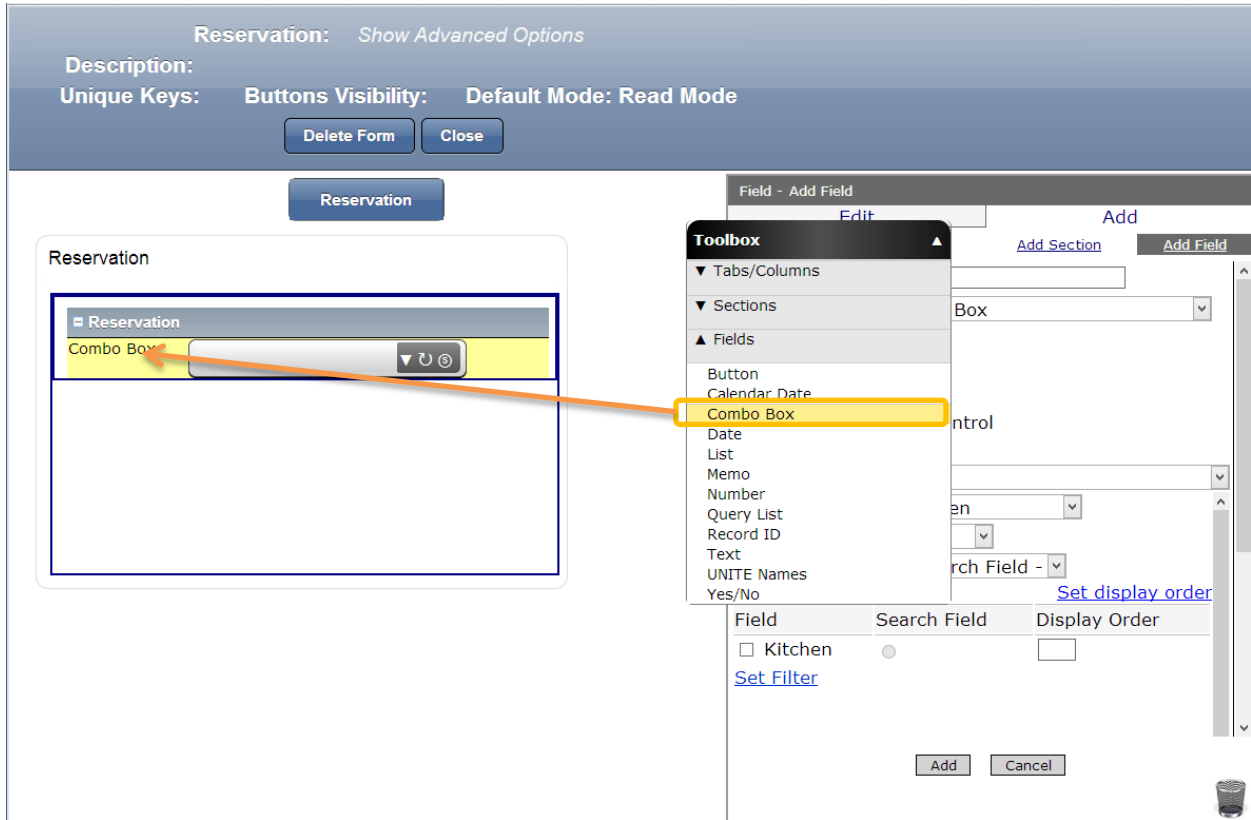 Reservation: Show Advanced Options
Description:
Unique Keys: Buttons Visibility: Default Mode: Read Mode
Delete Form Close
Reservation
Reservation
Reservation
Combo Box
Field - Add Field
Edit Add
Add Section Add Field
Toolbox
Tabs/Columns
Sections
Fields
Button
Calendar Date
Combo Box
Date
List
Memo
Number
Query List
Record ID
Text
UNITE Names
Yes/No
Box
ntrol
en
rch Field -
Set display order
Field Search Field Display Order
Kitchen
Set Filter
Add Cancel